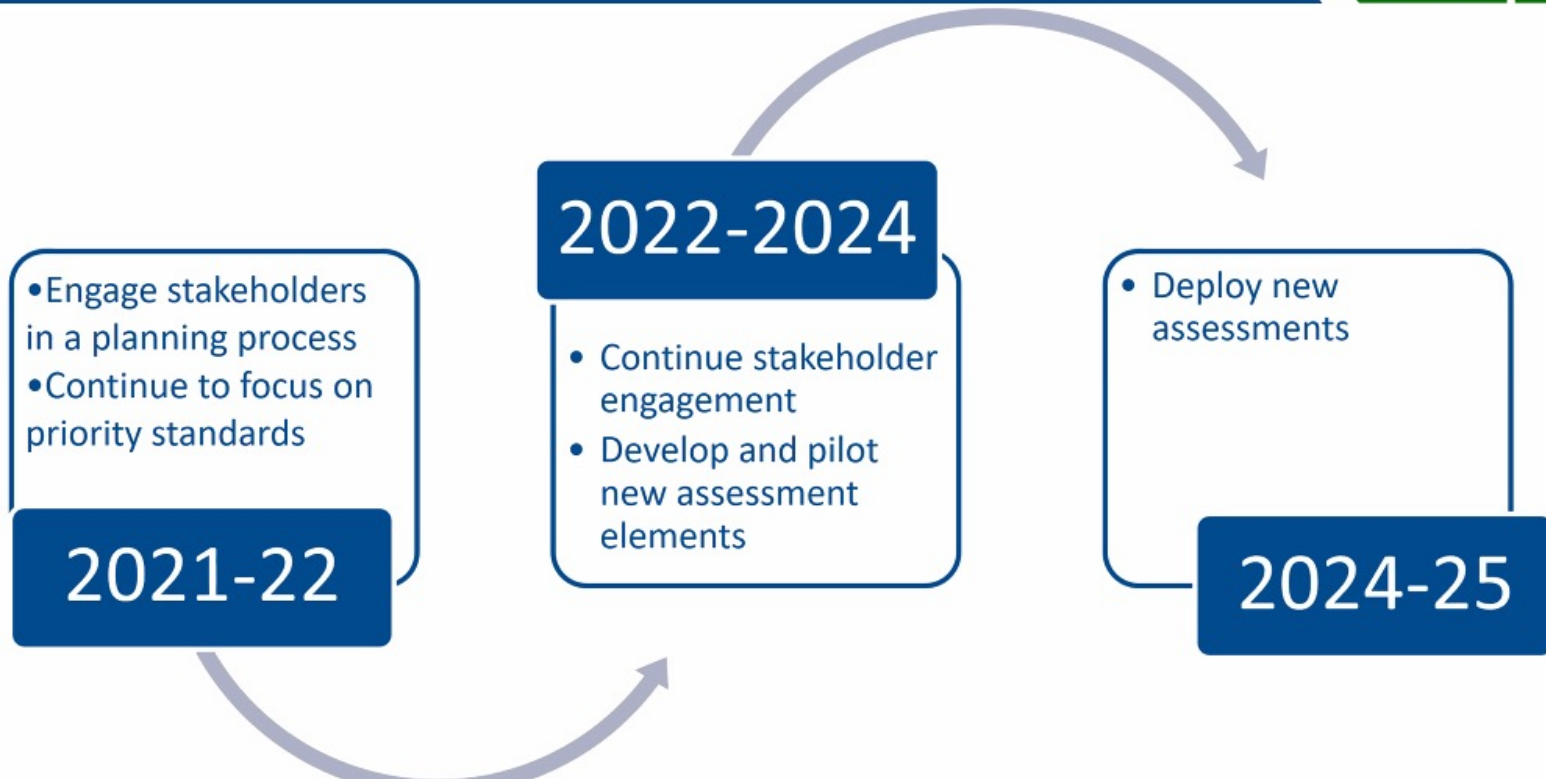 •Engage stakeholders
in a planning process
•Continue to focus on
priority standards
2021-22
2022-2024
• Continue stakeholder
engagement
• Develop and pilot
new assessment
elements
• Deploy new
assessments
2024-25